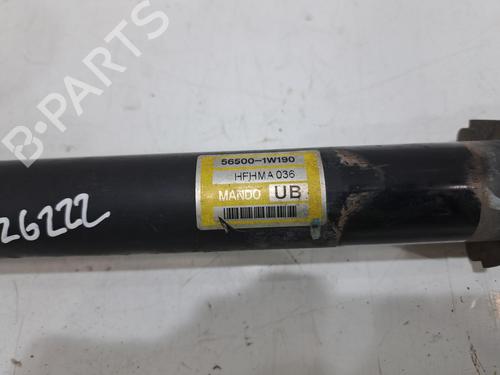 B-PARTS
56500-1W190
HFHMA 036
MANDO UB
26222